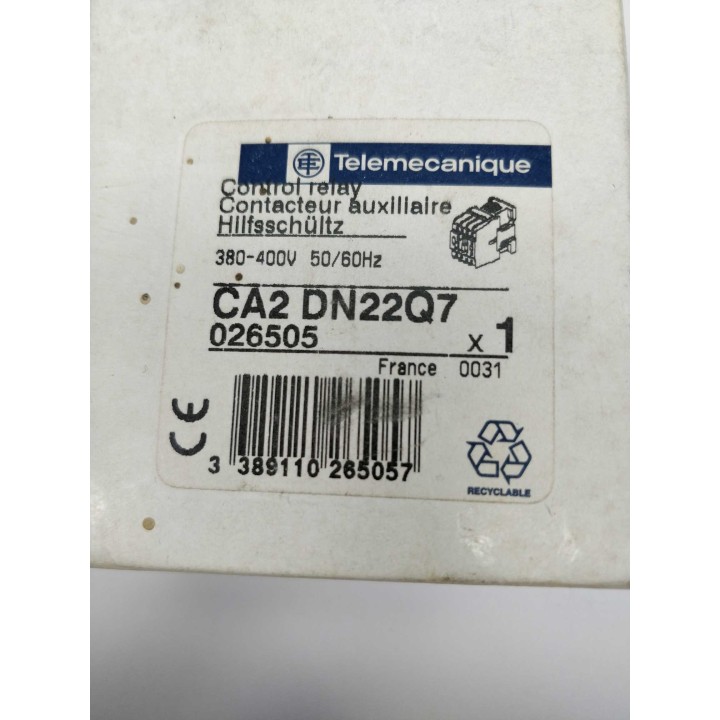 Telemecanique
Control relay
Contacteur auxiliaire
Hilfsschültz
380-400V 50/60Hz
CA2 DN22Q7
026505 x 1
France 0031
CE
3 389110 265057
RECYCLABLE